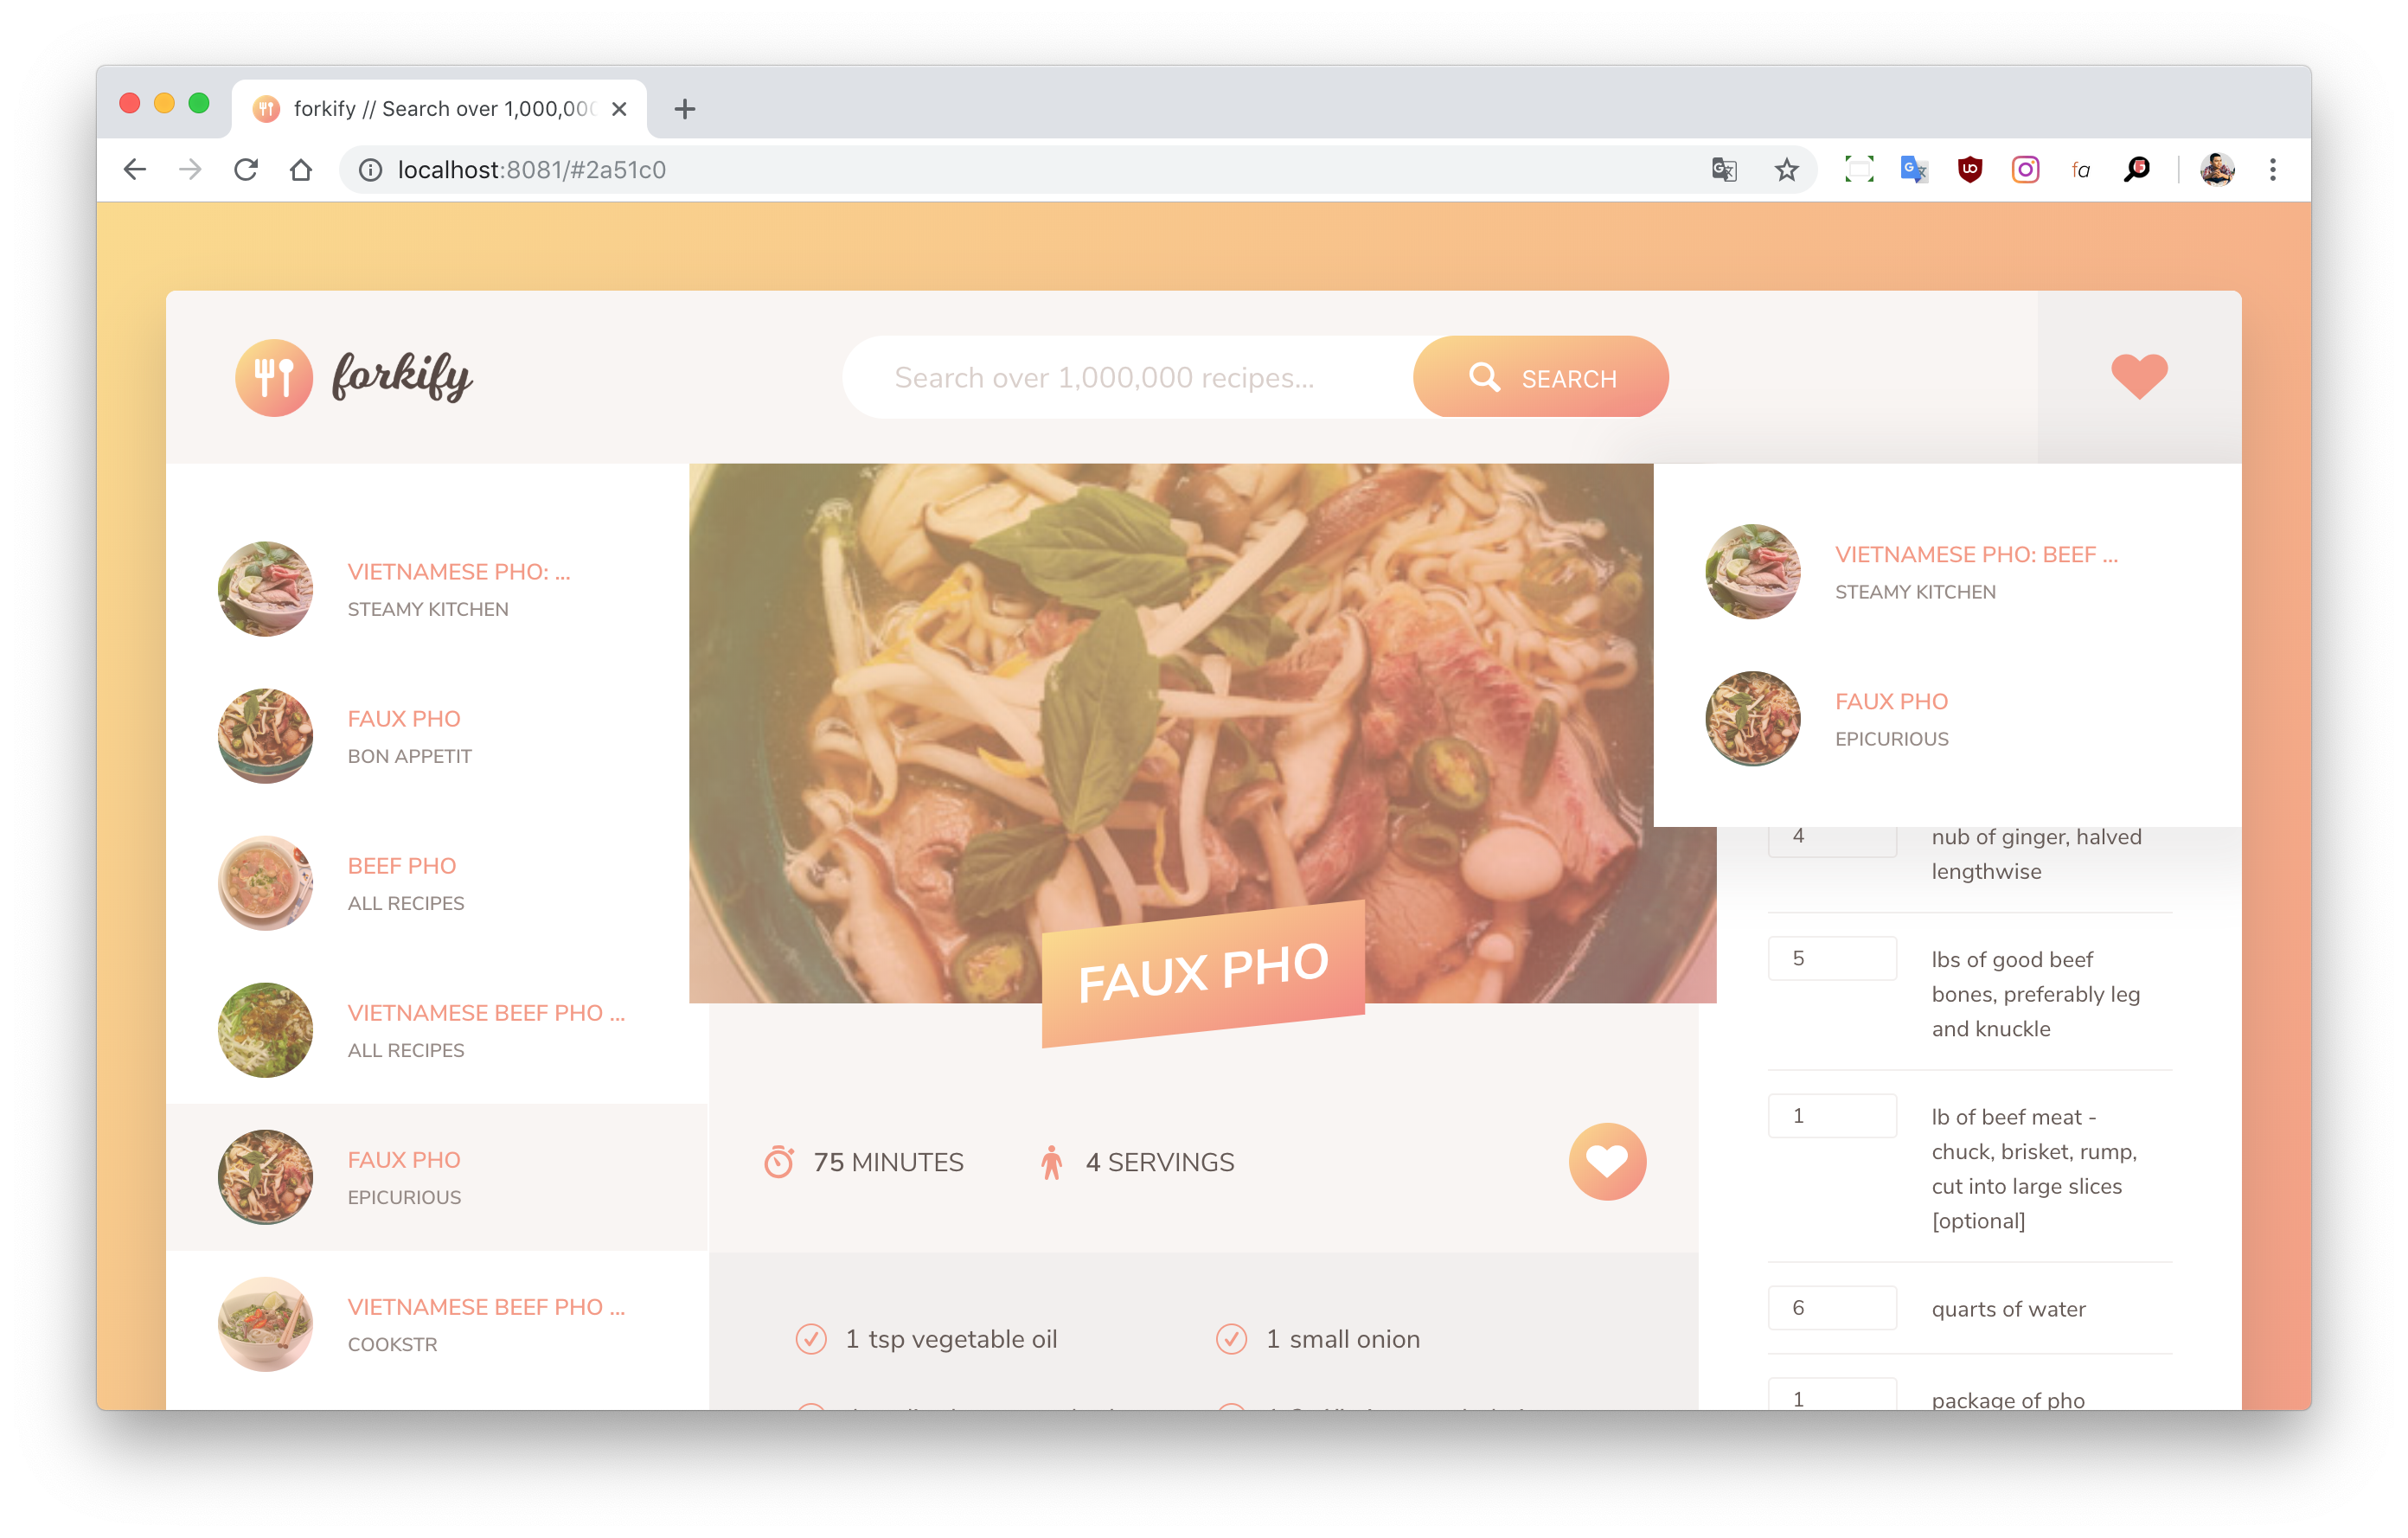 forkify // Search over 1,000,000
localhost:8081/#2a51c0
fa
forkify
Search over 1,000,000 recipes...
SEARCH
VIETNAMESE PHO: ...
STEAMY KITCHEN
FAUX PHO
BON APPETIT
BEEF PHO
ALL RECIPES
VIETNAMESE BEEF PHO ...
ALL RECIPES
FAUX PHO
EPICURIOUS
VIETNAMESE BEEF PHO ...
COOKSTR
FAUX PHO
75 MINUTES
4 SERVINGS
1 tsp vegetable oil
1 small onion
VIETNAMESE PHO: BEEF ...
STEAMY KITCHEN
FAUX PHO
EPICURIOUS
4
nub of ginger, halved
lengthwise
5
lbs of good beef
bones, preferably leg
and knuckle
1
lb of beef meat -
chuck, brisket, rump,
cut into large slices
[optional]
6
quarts of water
1
package of pho